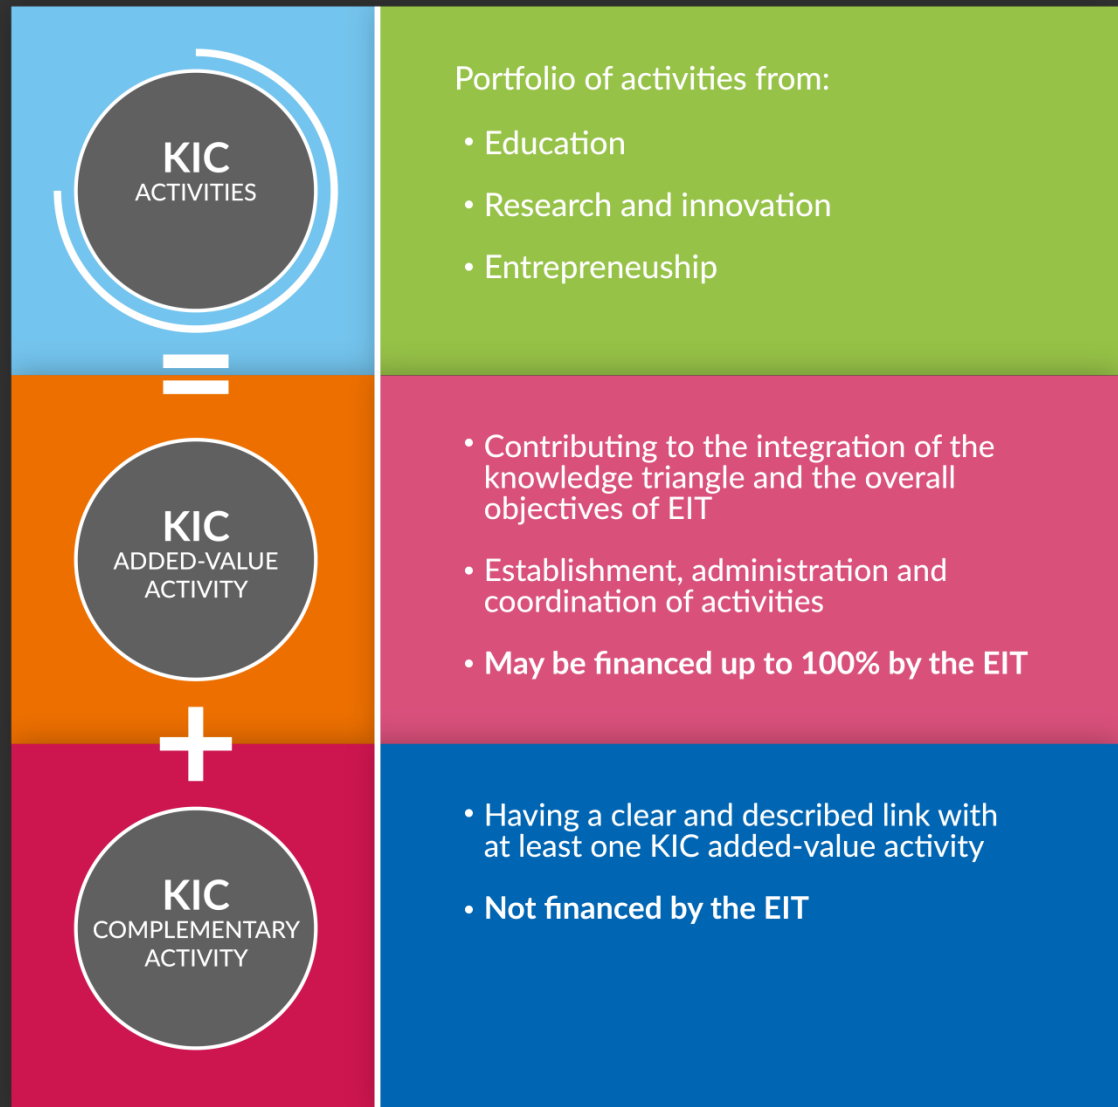 KIC
ACTIVITIES
Portfolio of activities from:
• Education
• Research and innovation
• Entrepreneuship
=
KIC
ADDED-VALUE
ACTIVITY
• Contributing to the integration of the
knowledge triangle and the overall
objectives of EIT
• Establishment, administration and
coordination of activities
• May be financed up to 100% by the EIT
+
KIC
COMPLEMENTARY
ACTIVITY
• Having a clear and described link with
at least one KIC added-value activity
• Not financed by the EIT